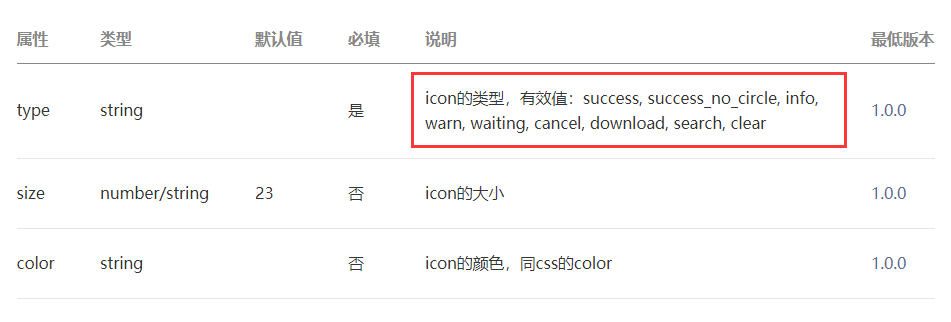 属性 类型 默认值 必填 说明 最低版本
type string 是 icon的类型，有效值：success, success_no_circle, info, warn, waiting, cancel, download, search, clear 1.0.0
size number/string 23 否 icon的大小 1.0.0
color string 否 icon的颜色，同css的color 1.0.0